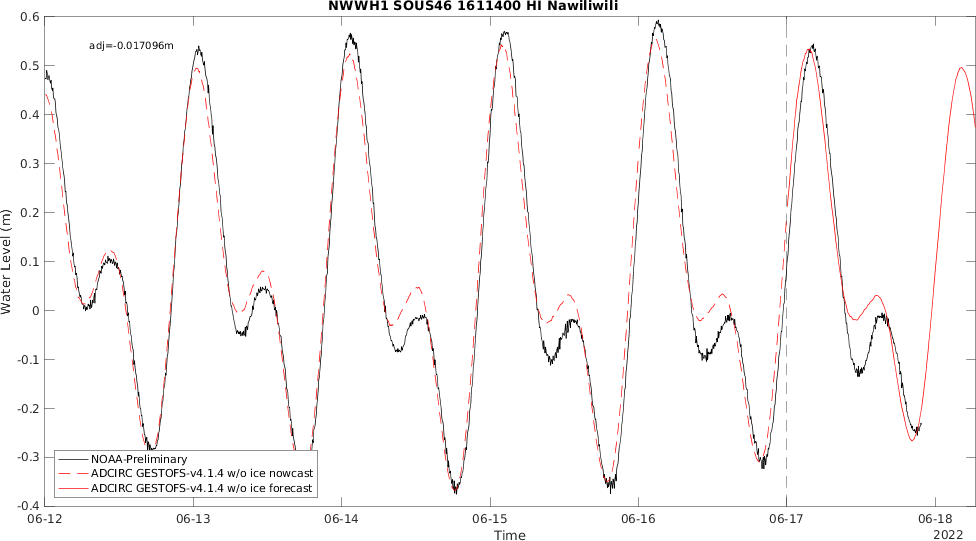 NWWH1 SOUS46 1611400 HI Nawiliwili
adj=-0.017096m
0.6
0.5
0.4
0.3
0.2
0.1
0
-0.1
-0.2
-0.3
-0.4
Water Level (m)
NOAA-Preliminary
ADCIRC GESTOFS-v4.1.4 w/o ice nowcast
ADCIRC GESTOFS-v4.1.4 w/o ice forecast
06-12 06-13 06-14 06-15 06-16 06-17 06-18
Time 2022